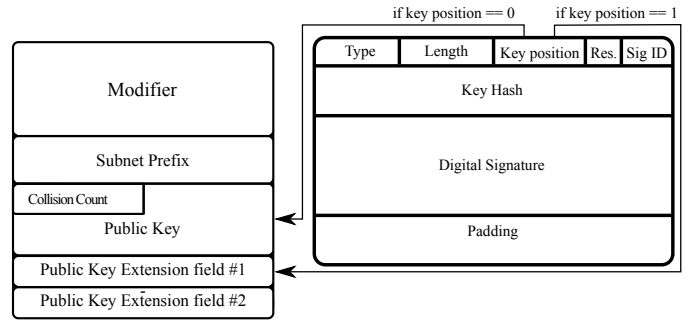 if key position == 0 if key position == 1
Type Length Key position Res. Sig ID
Key Hash
Digital Signature
Padding
Modifier
Subnet Prefix
Collision Count
Public Key
Public Key Extension field #1
Public Key Extension field #2